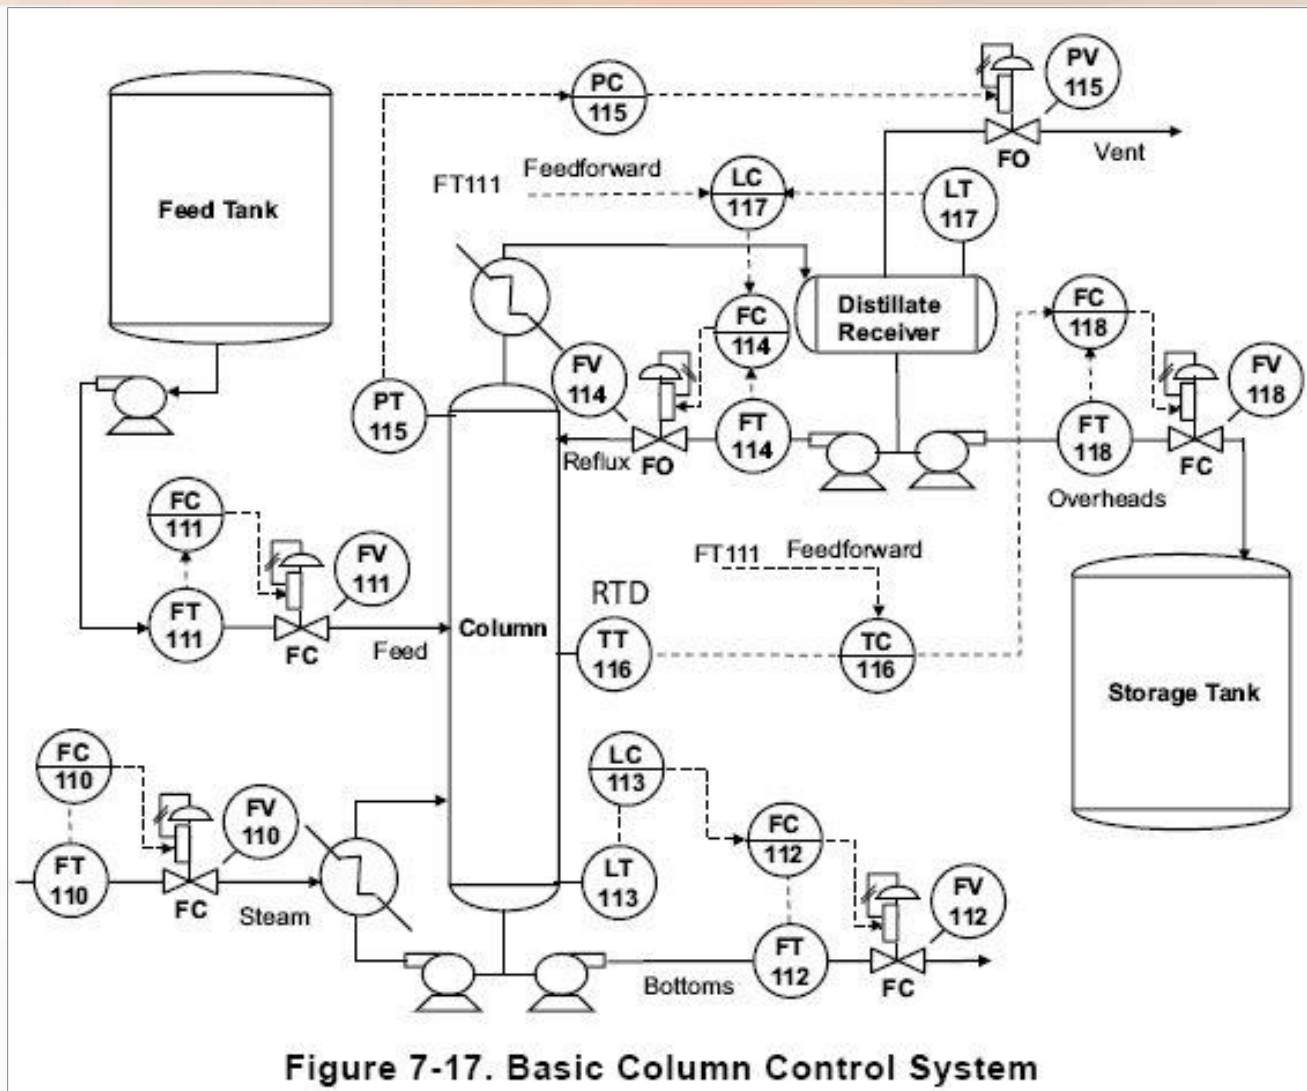 PC
115
PV
115
FO
Vent
Feedforward
FT111
LC
117
LT
117
Feed Tank
Distillate
Receiver
FC
114
FC
118
FV
114
FV
118
PT
115
FT
114
Reflux
FO
FT
118
FC
Overheads
FC
111
FV
111
FT
111
FC
Feed
Column
FT111
Feedforward
RTD
TT
116
TC
116
Storage Tank
FC
110
FV
110
FT
110
FC
Steam
LC
113
FC
112
LT
113
FV
112
FT
112
FC
Bottoms
Figure 7-17. Basic Column Control System